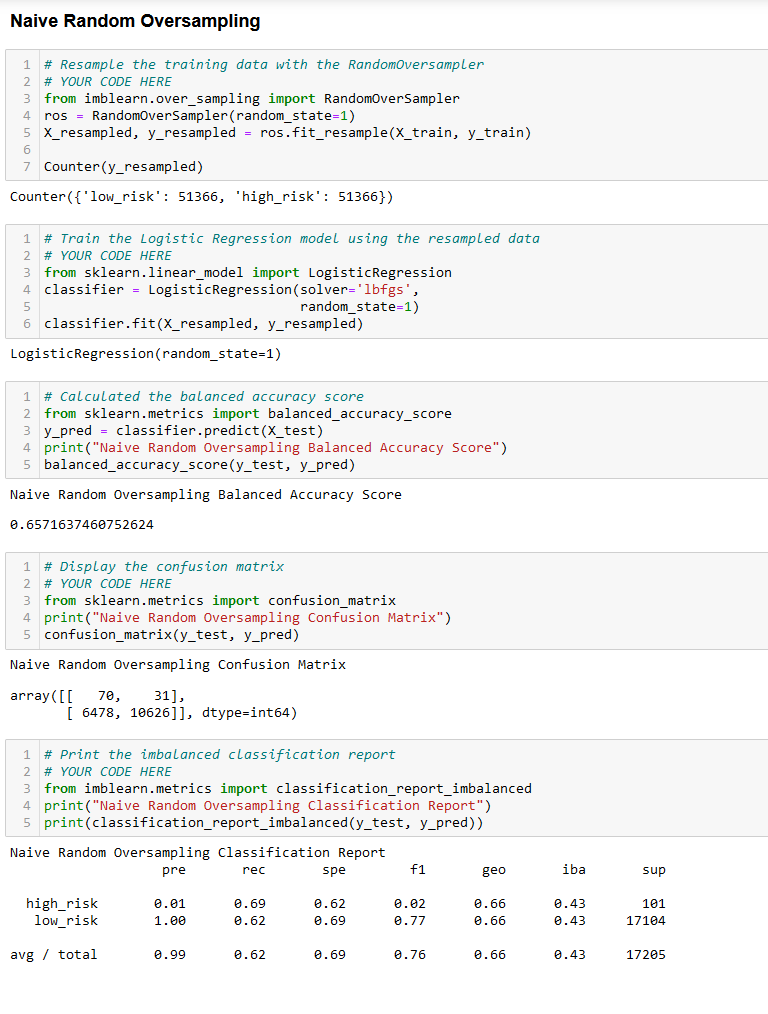 Naive Random Oversampling
1 # Resample the training data with the RandomOversampler
2 # YOUR CODE HERE
3 from imblearn.over_sampling import RandomOverSampler
4 ros = RandomOverSampler(random_state=1)
5 X_resampled, y_resampled = ros.fit_resample(X_train, y_train)
6
7 Counter(y_resampled)
Counter({'low_risk': 51366, 'high_risk': 51366})
1 # Train the Logistic Regression model using the resampled data
2 # YOUR CODE HERE
3 from sklearn.linear_model import LogisticRegression
4 classifier = LogisticRegression(solver='lbfgs',
5                                 random_state=1)
6 classifier.fit(X_resampled, y_resampled)
LogisticRegression(random_state=1)
1 # Calculated the balanced accuracy score
2 from sklearn.metrics import balanced_accuracy_score
3 y_pred = classifier.predict(X_test)
4 print("Naive Random Oversampling Balanced Accuracy Score")
5 balanced_accuracy_score(y_test, y_pred)
Naive Random Oversampling Balanced Accuracy Score
0.6571637460752624
1 # Display the confusion matrix
2 # YOUR CODE HERE
3 from sklearn.metrics import confusion_matrix
4 print("Naive Random Oversampling Confusion Matrix")
5 confusion_matrix(y_test, y_pred)
Naive Random Oversampling Confusion Matrix
array([[   70,    31],
       [ 6478, 10626]], dtype=int64)
1 # Print the imbalanced classification report
2 # YOUR CODE HERE
3 from imblearn.metrics import classification_report_imbalanced
4 print("Naive Random Oversampling Classification Report")
5 print(classification_report_imbalanced(y_test, y_pred))
Naive Random Oversampling Classification Report
                   pre       rec       spe        f1       geo       iba       sup
  high_risk       0.01      0.69      0.62      0.02      0.66      0.43       101
   low_risk       1.00      0.62      0.69      0.77      0.66      0.43     17104
avg / total       0.99      0.62      0.69      0.76      0.66      0.43     17205